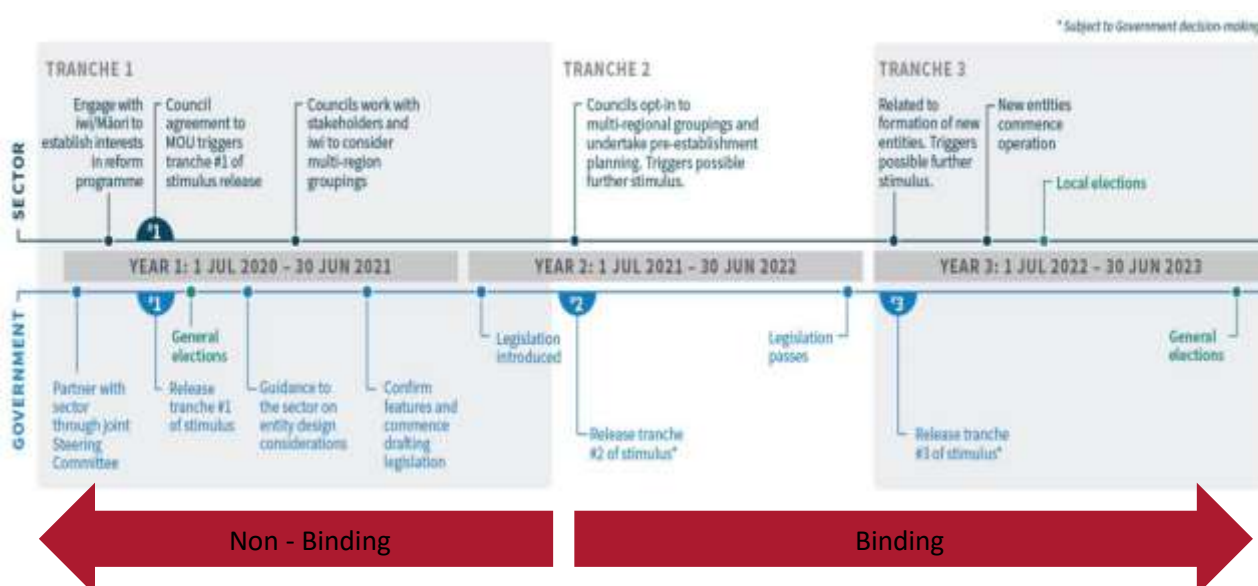 * Subject to Government decision-making
TRANCHE 1
TRANCHE 2
TRANCHE 3
SECTOR
Engage with
iwi/Māori to
establish interests
in reform
programme
Council
agreement to
MOU triggers
tranche #1 of
stimulus release
Councils work with
stakeholders and
iwi to consider
multi-region
groupings
Councils opt-in to
multi-regional groupings and
undertake pre-establishment
planning. Triggers possible
further stimulus.
Related to
formation of new
entities. Triggers
possible further
stimulus.
New entities
commence
operation
Local elections
#1
YEAR 1: 1 JUL 2020 – 30 JUN 2021
YEAR 2: 1 JUL 2021 – 30 JUN 2022
YEAR 3: 1 JUL 2022 – 30 JUN 2023
GOVERNMENT
#1
#2
#3
General
elections
Legislation
introduced
Legislation
passes
General
elections
Partner with
sector
through Joint
Steering
Committee
Release
tranche #1
of stimulus
Guidance to
the sector on
entity design
considerations
Confirm
features and
commence
drafting
legislation
Release tranche
#2 of stimulus*
Release tranche
#3 of stimulus*
Non - Binding
Binding